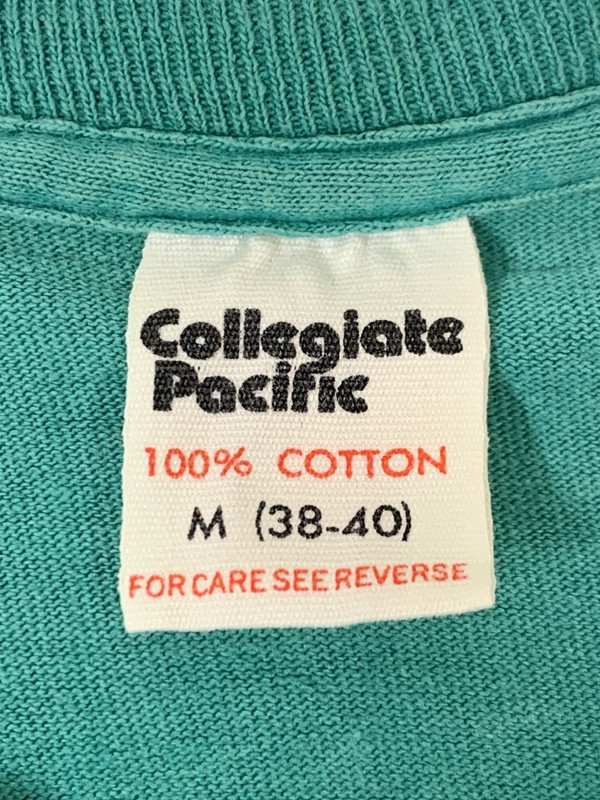 Collegiate
Pacific
100% COTTON
M (38-40)
FOR CARE SEE REVERSE